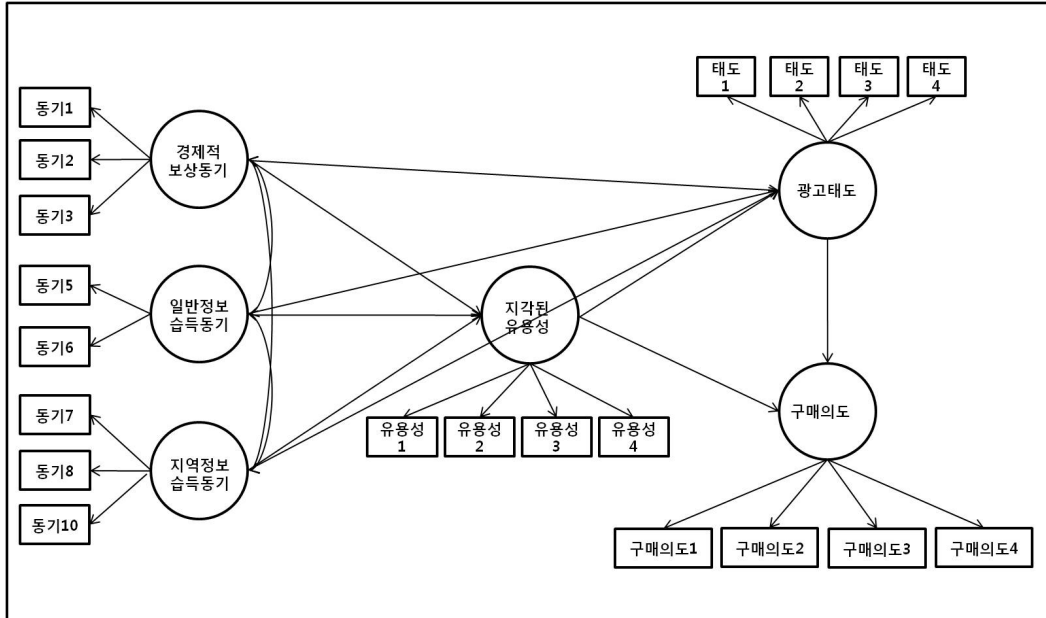 동기1
동기2
동기3
경제적
보상동기
동기5
동기6
일반정보
습득동기
동기7
동기8
동기10
지역정보
습득동기
지각된
유용성
유용성
1
유용성
2
유용성
3
유용성
4
태도
1
태도
2
태도
3
태도
4
광고태도
구매의도
구매의도1
구매의도2
구매의도3
구매의도4